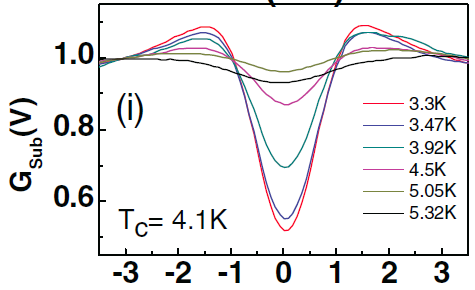 1.0
0.8
0.6
G_Sub(V)
(i)
3.3K
3.47K
3.92K
4.5K
5.05K
5.32K
T_C= 4.1K
-3 -2 -1 0 1 2 3